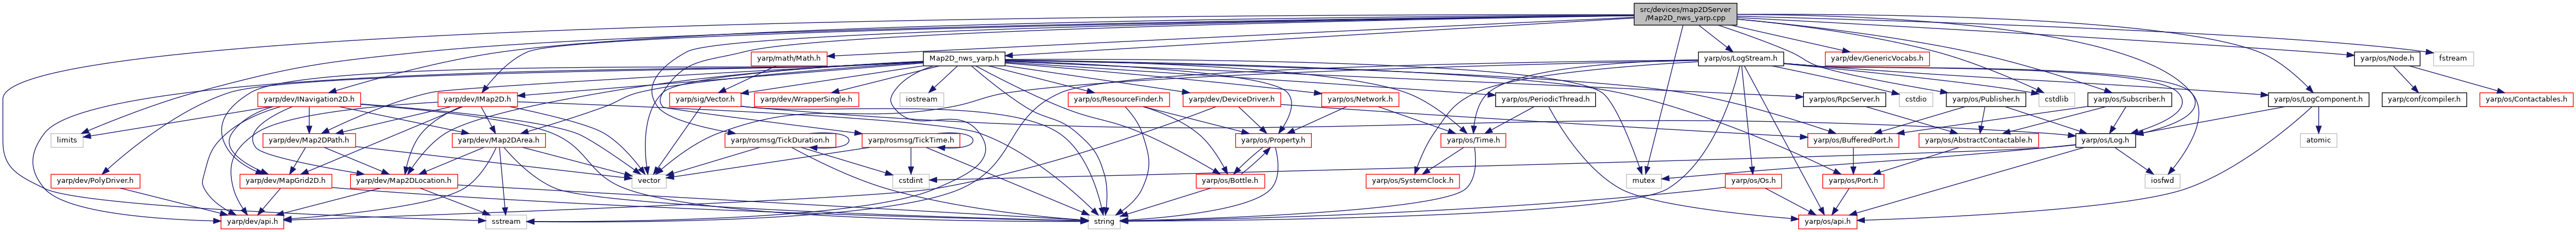 src/devices/map2DServer
/Map2D_nws_yarp.cpp
yarp/math/Math.h
Map2D_nws_yarp.h
yarp/os/LogStream.h
yarp/dev/GenericVocabs.h
yarp/os/Node.h
fstream
yarp/dev/INavigation2D.h
yarp/dev/IMap2D.h
yarp/sig/Vector.h
yarp/dev/WrapperSingle.h
iostream
yarp/os/ResourceFinder.h
yarp/dev/DeviceDriver.h
yarp/os/Network.h
yarp/os/PeriodicThread.h
yarp/os/RpcServer.h
cstdio
yarp/os/Publisher.h
cstdlib
yarp/os/Subscriber.h
yarp/os/LogComponent.h
yarp/conf/compiler.h
yarp/os/Contactables.h
limits
yarp/dev/Map2DPath.h
yarp/dev/Map2DArea.h
yarp/rosmsg/TickDuration.h
yarp/rosmsg/TickTime.h
yarp/os/Property.h
yarp/os/Time.h
yarp/os/BufferedPort.h
yarp/os/AbstractContactable.h
yarp/os/Log.h
atomic
yarp/dev/PolyDriver.h
yarp/dev/MapGrid2D.h
yarp/dev/Map2DLocation.h
vector
cstdint
yarp/os/Bottle.h
yarp/os/SystemClock.h
mutex
yarp/os/Os.h
yarp/os/Port.h
iosfwd
yarp/dev/api.h
sstream
string
yarp/os/api.h